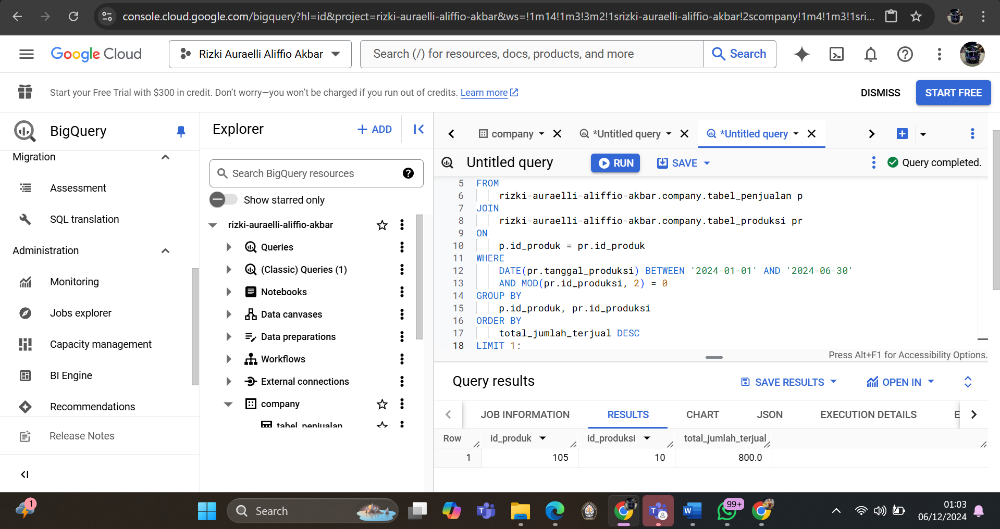 console.cloud.google.com/bigquery?hl=id&project=rizki-auraelli-aliffio-akbar&ws=!1m14!1m3!3m2!1srizki-auraelli-aliffio-akbar!2scompany!1m4!1m3!1sri...
Google Cloud
Rizki Auraelli Aliffio Akbar
Search (/) for resources, docs, products, and more
Search
Start your Free Trial with $300 in credit. Don’t worry—you won’t be charged if you run out of credits. Learn more
DISMISS
START FREE
BigQuery
Migration
Assessment
SQL translation
Administration
Monitoring
Jobs explorer
Capacity management
BI Engine
Recommendations
Release Notes
Explorer
+ ADD
Search BigQuery resources
Show starred only
rizki-auraelli-aliffio-akbar
Queries
(Classic) Queries (1)
Notebooks
Data canvases
Data preparations
Workflows
External connections
company
tabel_penjualan
company
*Untitled query
*Untitled query
Untitled query
RUN
SAVE
Query completed.
5 FROM
6 rizki-auraelli-aliffio-akbar.company.tabel_penjualan p
7 JOIN
8 rizki-auraelli-aliffio-akbar.company.tabel_produksi pr
9 ON
10 p.id_produk = pr.id_produk
11 WHERE
12 DATE(pr.tanggal_produksi) BETWEEN '2024-01-01' AND '2024-06-30'
13 AND MOD(pr.id_produksi, 2) = 0
14 GROUP BY
15 p.id_produk, pr.id_produksi
16 ORDER BY
17 total_jumlah_terjual DESC
18 LIMIT 1;
Press Alt+F1 for Accessibility Options.
Query results
SAVE RESULTS
OPEN IN
JOB INFORMATION
RESULTS
CHART
JSON
EXECUTION DETAILS
E
Row id_produk id_produksi total_jumlah_terjual
1 105 10 800.0
1
Search
99+
01:03
06/12/2024